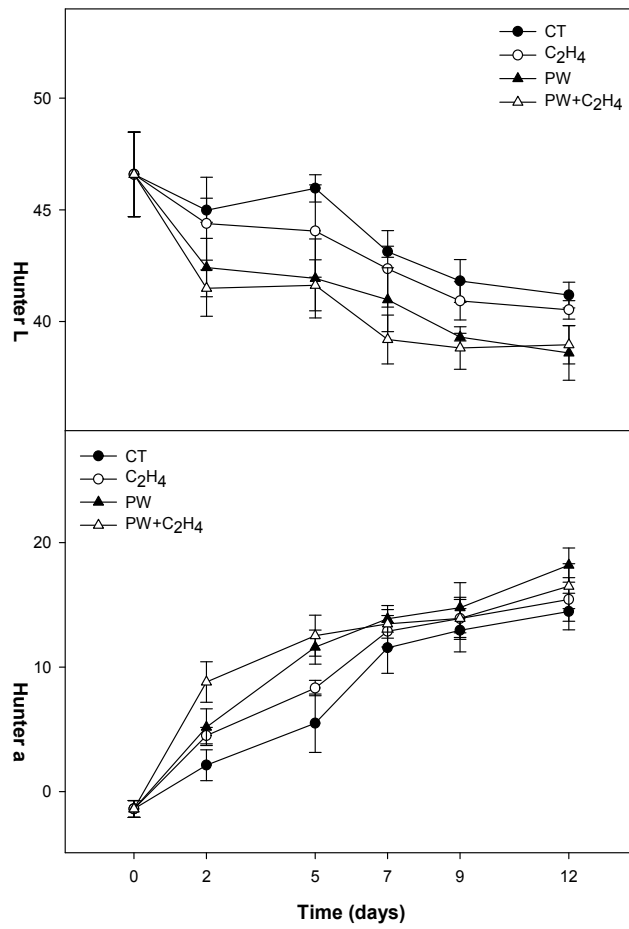 CT
C₂H₄
PW
PW+C₂H₄
50
45
40
Hunter L
CT
C₂H₄
PW
PW+C₂H₄
20
10
0
Hunter a
0 2 5 7 9 12
Time (days)